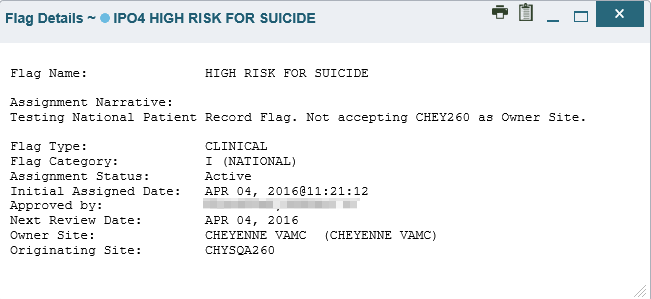 Flag Details ~ IPO4 HIGH RISK FOR SUICIDE
X
Flag Name: HIGH RISK FOR SUICIDE
Assignment Narrative:
Testing National Patient Record Flag. Not accepting CHEY260 as Owner Site.
Flag Type: CLINICAL
Flag Category: I (NATIONAL)
Assignment Status: Active
Initial Assigned Date: APR 04, 2016@11:21:12
Approved by:
Next Review Date: APR 04, 2016
Owner Site: CHEYENNE VAMC (CHEYENNE VAMC)
Originating Site: CHYSQA260